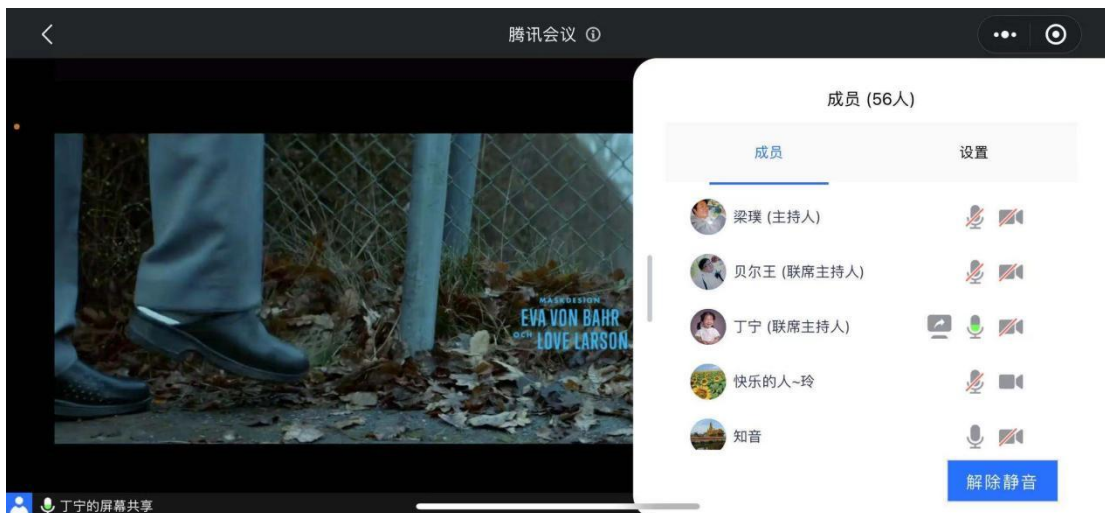 腾讯会议
成员 (56人)
成员
设置
梁璞 (主持人)
贝尔王 (联席主持人)
丁宁 (联席主持人)
快乐的人~玲
知音
解除静音
MASKDESIGN
EVA VON BAHR
OCH LOVE LARSON
丁宁的屏幕共享